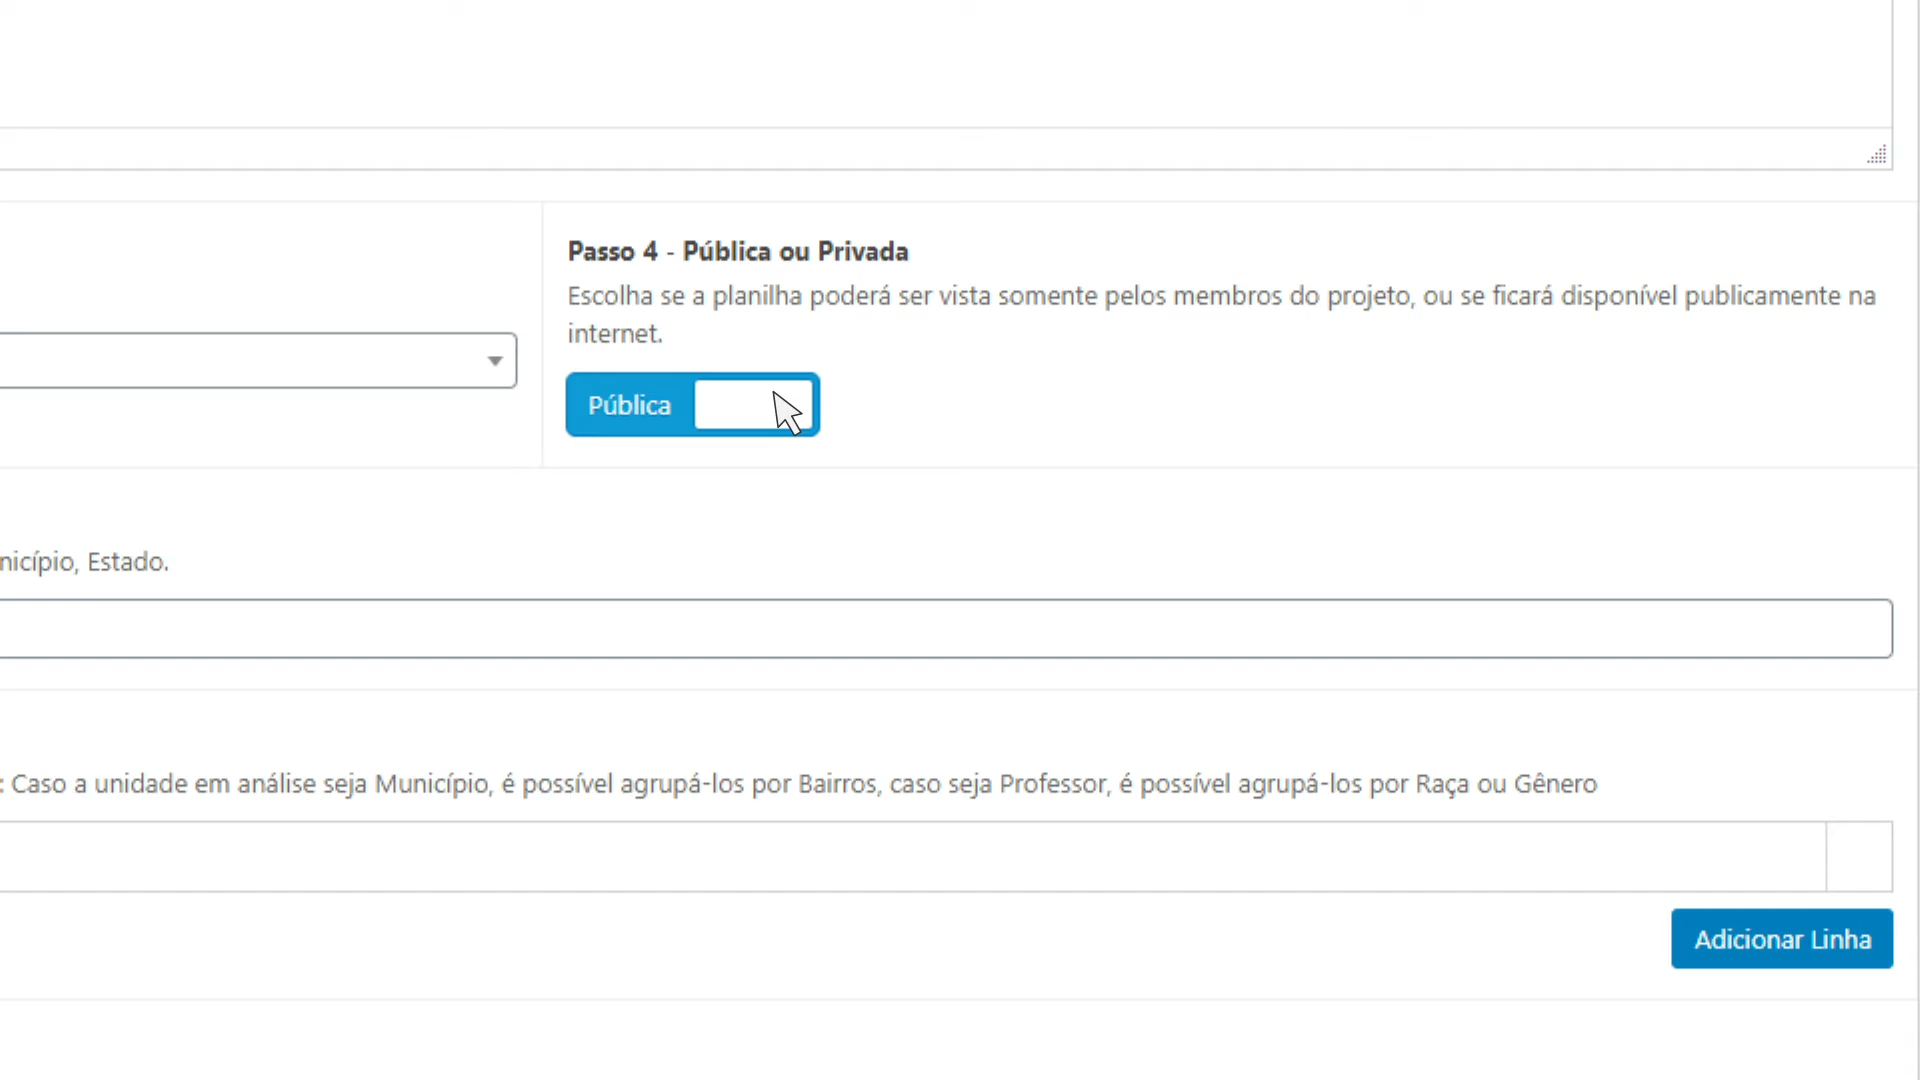 Passo 4 - Pública ou Privada
Escolha se a planilha poderá ser vista somente pelos membros do projeto, ou se ficará disponível publicamente na
internet.
Pública
nicípio, Estado.
: Caso a unidade em análise seja Município, é possível agrupá-los por Bairros, caso seja Professor, é possível agrupá-los por Raça ou Gênero
Adicionar Linha